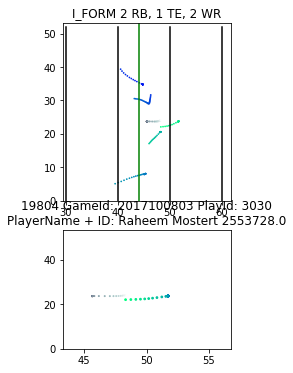 I_FORM 2 RB, 1 TE, 2 WR
50
40
30
20
10
0
30 40 50 60
19804 GameId: 2017100803 PlayId: 3030
PlayerName + ID: Raheem Mostert 2553728.0
40
20
0
45 50 55